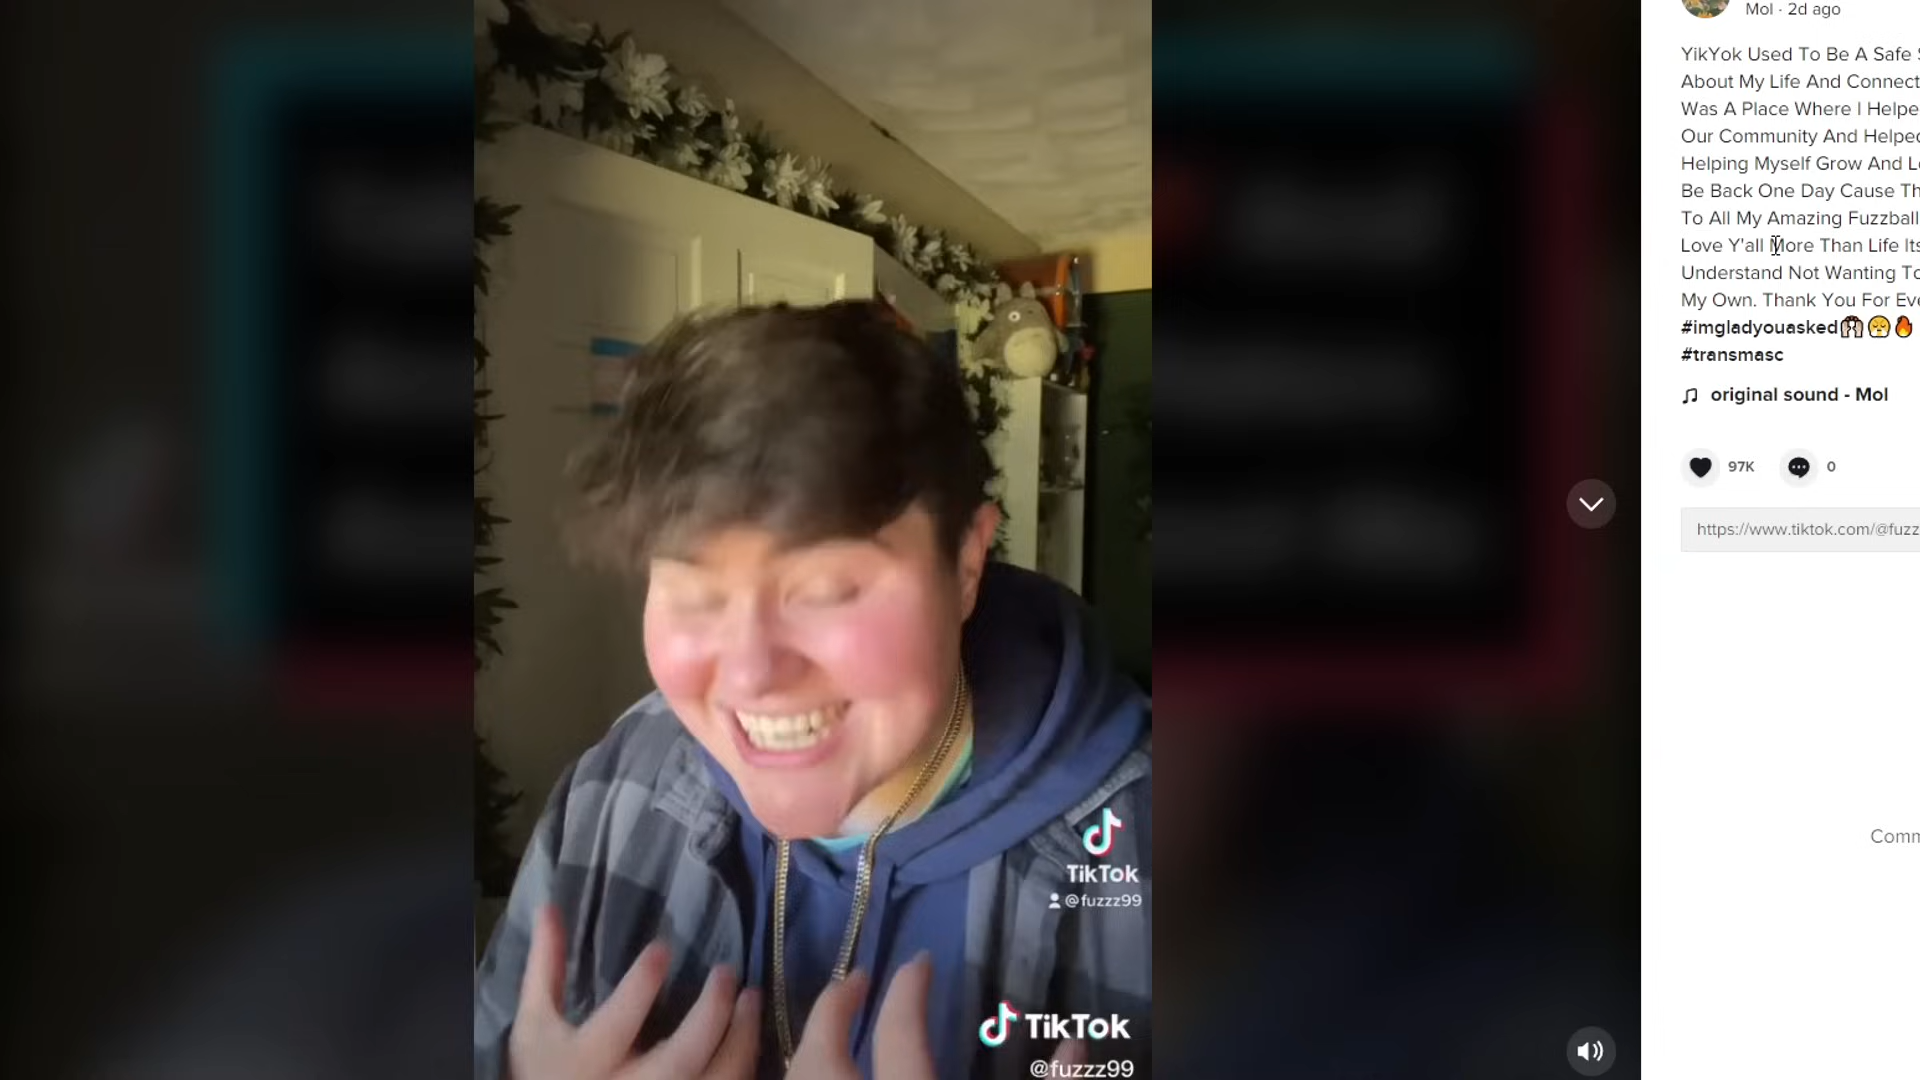 Mol · 2d ago
YikYok Used To Be A Safe
About My Life And Connect
Was A Place Where I Helpe
Our Community And Helped
Helping Myself Grow And L
Be Back One Day Cause Th
To All My Amazing Fuzzball
Love Y'all More Than Life Its
Understand Not Wanting To
My Own. Thank You For Eve
#imgladyouasked
#transmasc
original sound - Mol
97K
0
https://www.tiktok.com/@fuzz
Comm
TikTok
@fuzzz99
TikTok
@fuzzz99